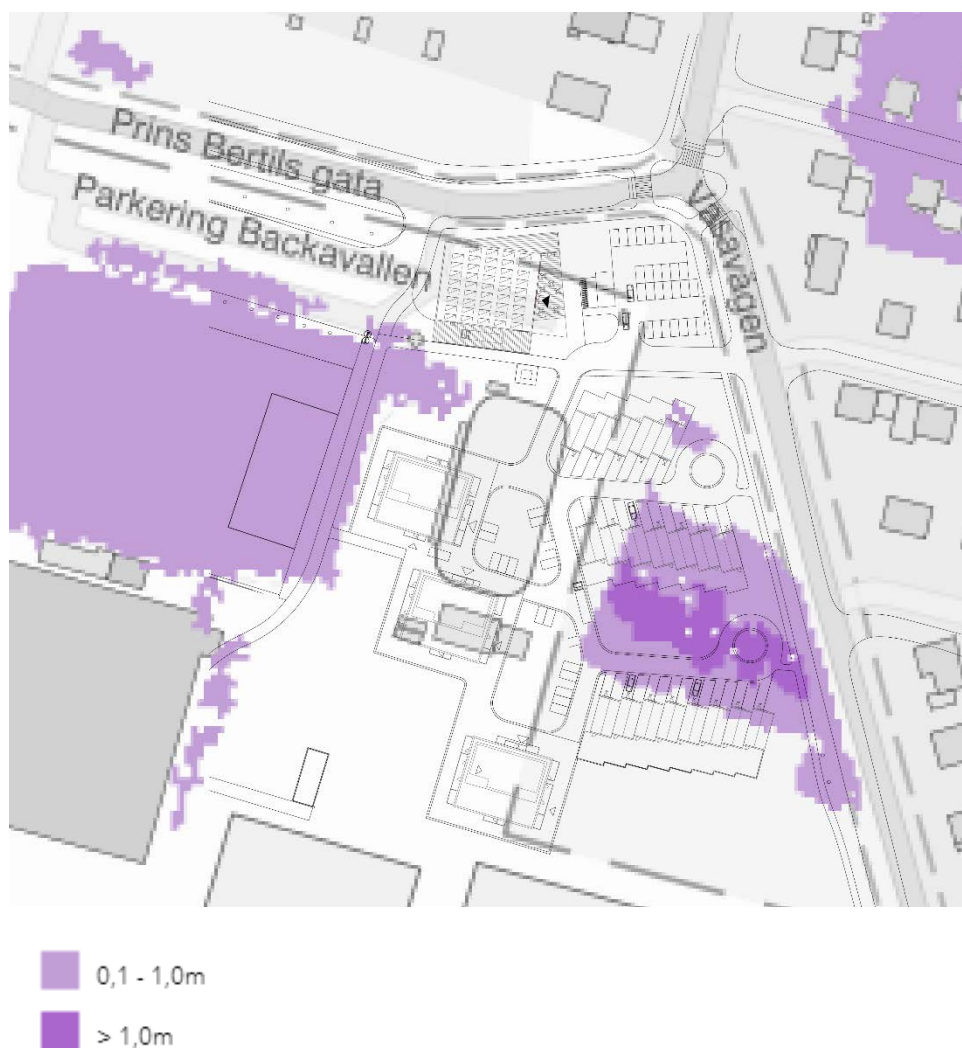 Prins Bertils gata
Parkering Backavallen
Vasavägen
0,1 - 1,0m
> 1,0m